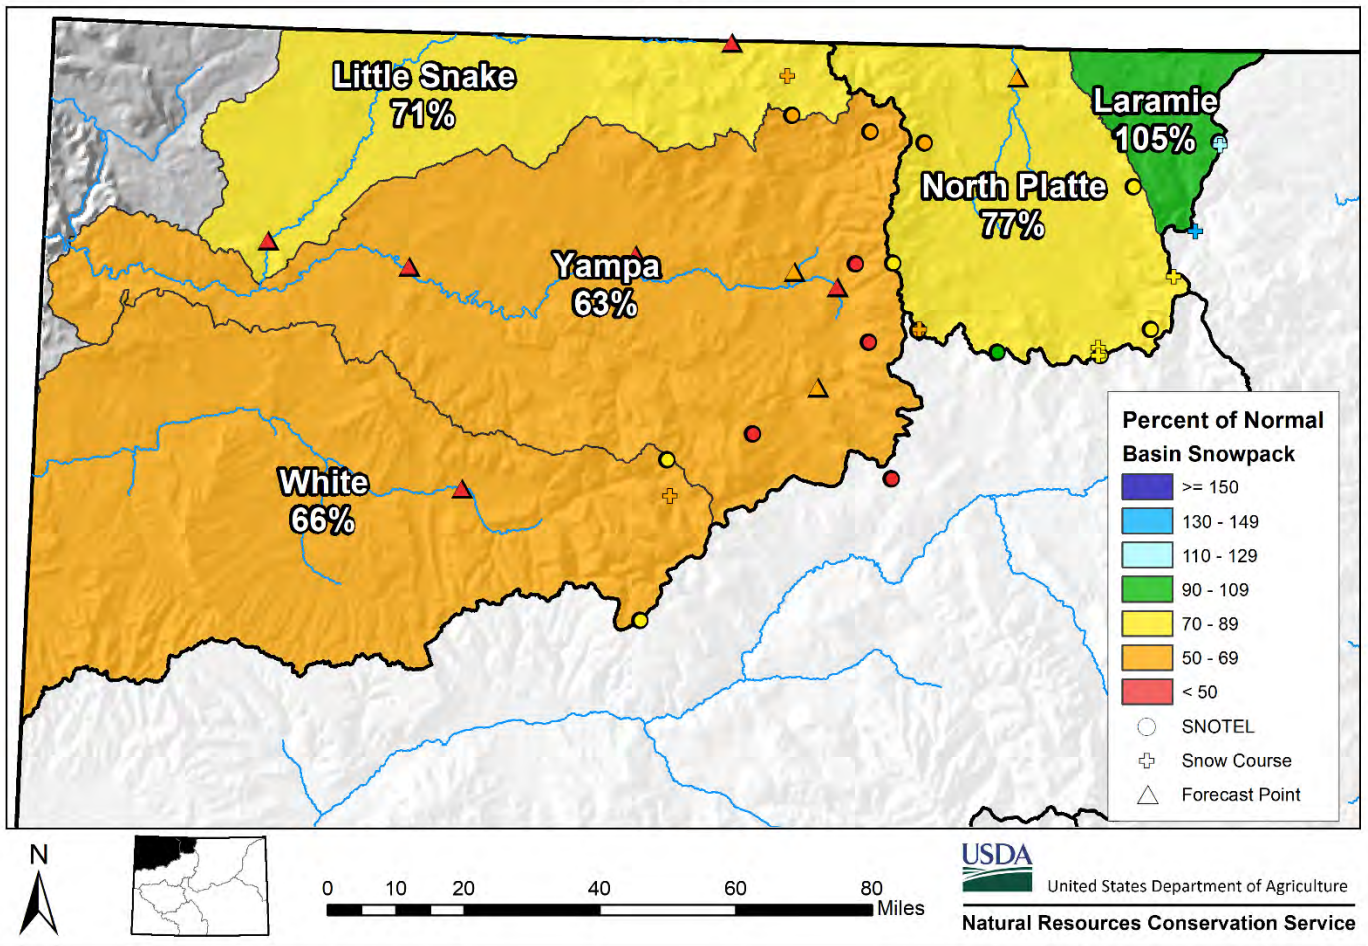 Little Snake
71%
Laramie
105%
North Platte
77%
Yampa
63%
White
66%
Percent of Normal
Basin Snowpack
>= 150
130 - 149
110 - 129
90 - 109
70 - 89
50 - 69
< 50
SNOTEL
Snow Course
Forecast Point
N
0 10 20 40 60 80
Miles
USDA
United States Department of Agriculture
Natural Resources Conservation Service